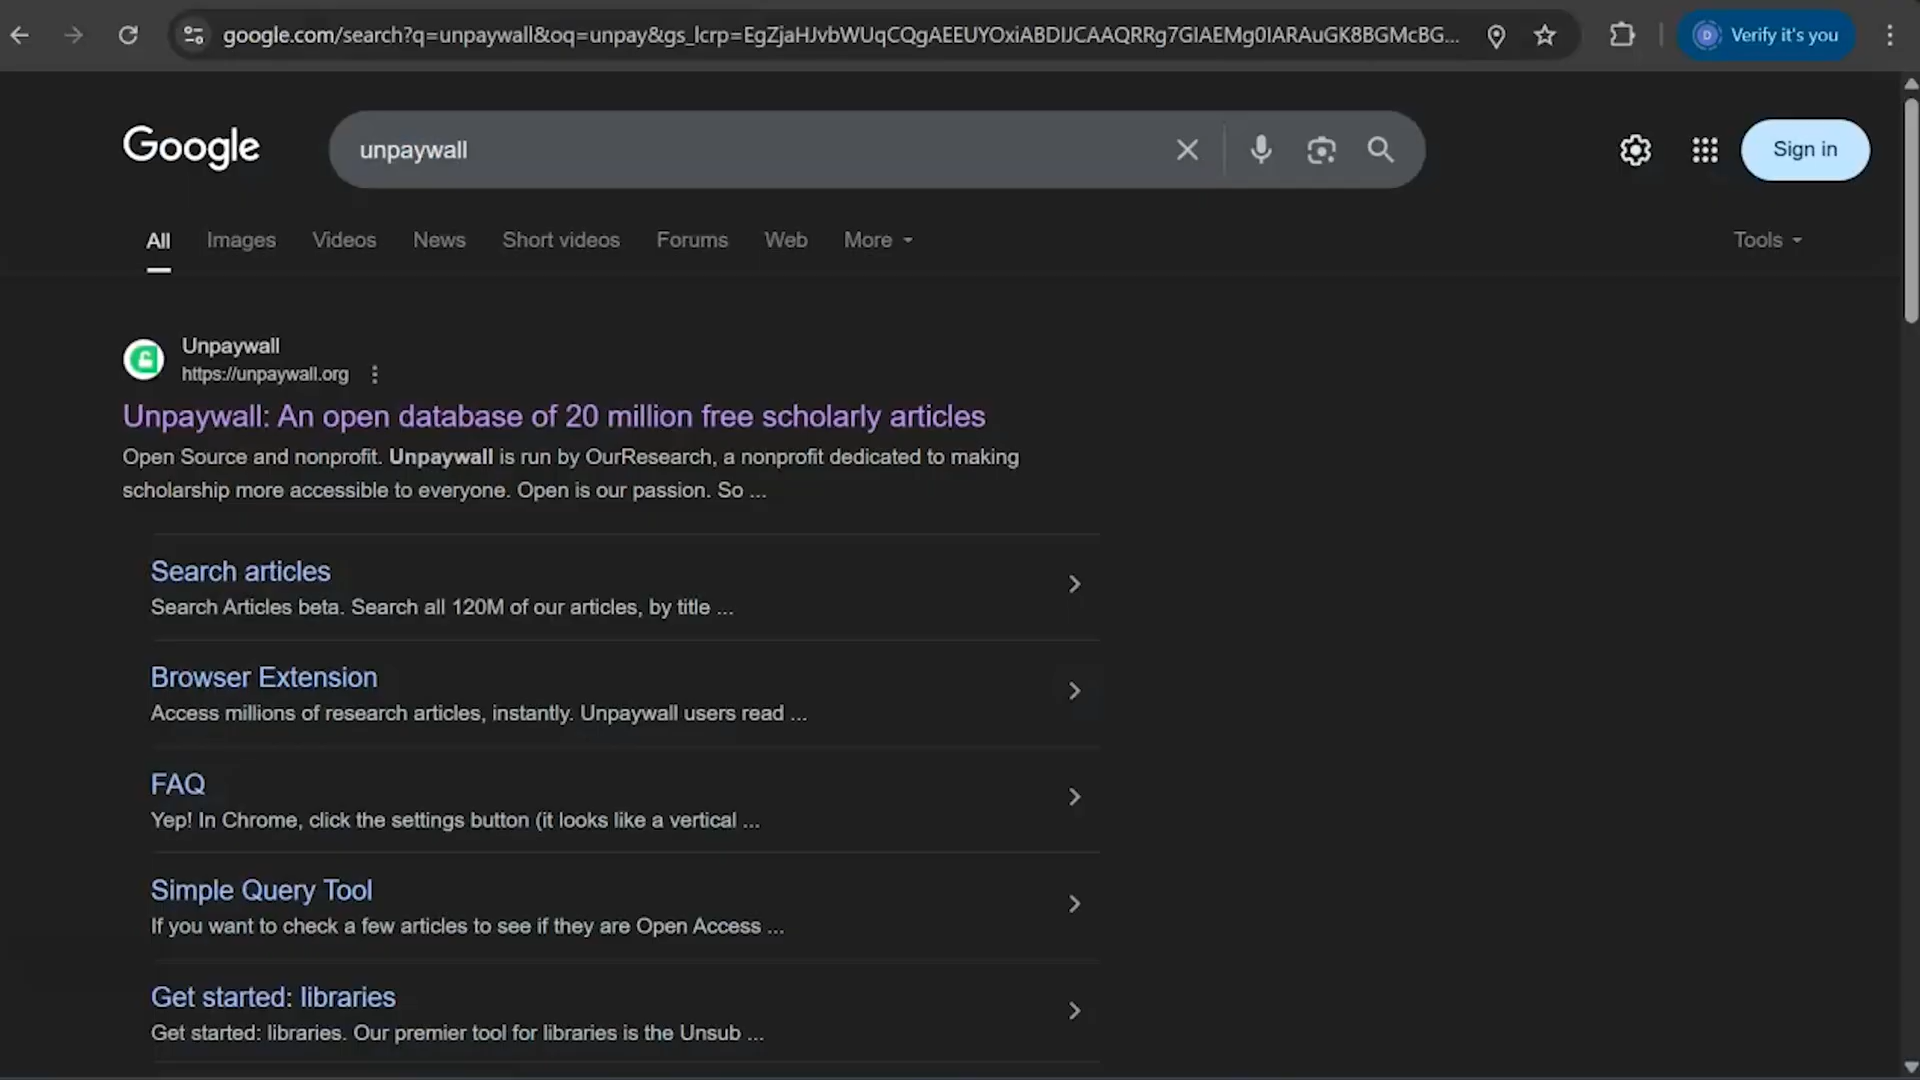 google.com/search?q=unpaywall&oq=unpay&gs_lcrp=EgZjaHJvbWUqCQgAEEUYOxiABDIJCAAQRRg7GIAEMg0IARAuGK8BGMcBG...
D Verify it's you
Google
unpaywall
Sign in
All Images Videos News Short videos Forums Web More Tools
Unpaywall
https://unpaywall.org
Unpaywall: An open database of 20 million free scholarly articles
Open Source and nonprofit. Unpaywall is run by OurResearch, a nonprofit dedicated to making
scholarship more accessible to everyone. Open is our passion. So ...
Search articles
Search Articles beta. Search all 120M of our articles, by title ...
Browser Extension
Access millions of research articles, instantly. Unpaywall users read ...
FAQ
Yep! In Chrome, click the settings button (it looks like a vertical ...
Simple Query Tool
If you want to check a few articles to see if they are Open Access ...
Get started: libraries
Get started: libraries. Our premier tool for libraries is the Unsub ...